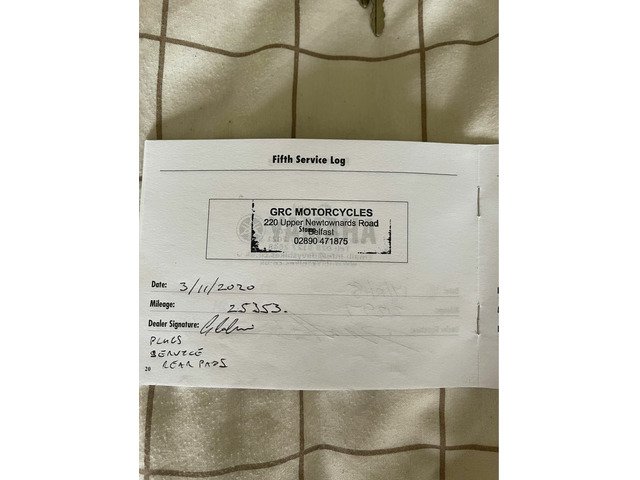 Fifth Service Log
GRC MOTORCYCLES
220 Upper Newtownards Road
Stamp
Belfast
02890 471875
Date: 3/11/2020
Mileage: 25353.
Dealer Signature:
PLUGS
SERVICE
REAR PADS
20